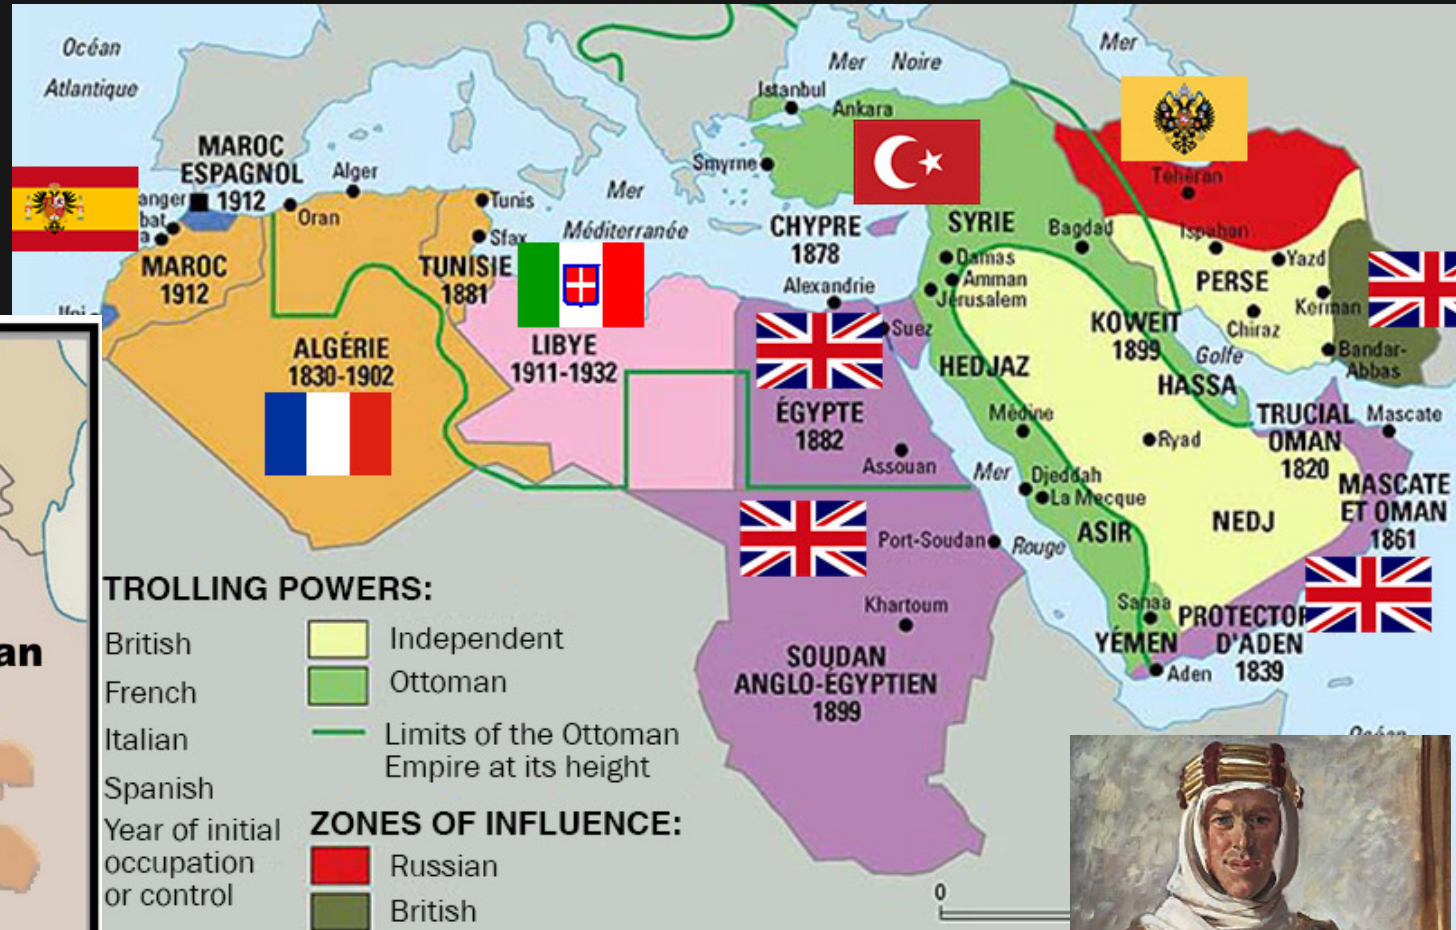 Océan
Atlantique
Mer Noire
Mer
Istanbul
Ankara
MAROC
ESPAGNOL
1912
Alger
Smyrne
Téhéran
anger
bat
a
Oran
Tunis
Sfax
Mer
Méditerranée
CHYPRE
1878
SYRIE
Bagdad
Ispahan
Yazd
MAROC
1912
TUNISIE
1881
Damas
Amman
Jérusalem
Alexandrie
PERSE
Kerman
Chiraz
Ifni
Suez
KOWEIT
1899
Golfe
Bandar-
Abbas
ALGÉRIE
1830-1902
LIBYE
1911-1932
HEDJAZ
HASSA
ÉGYPTE
1882
Médine
TRUCIAL
OMAN
1820
Mascate
Ryad
Assouan
Mer
Rouge
Djeddah
La Mecque
MASCATE
ET OMAN
1861
ASIR
NEDJ
Port-Soudan
Khartoum
Sanaa
YÉMEN
PROTECTOR
D'ADEN
1839
Aden
SOUDAN
ANGLO-ÉGYPTIEN
1899
an
TROLLING POWERS:
British
French
Italian
Spanish
Year of initial
occupation
or control
Independent
Ottoman
Limits of the Ottoman
Empire at its height
ZONES OF INFLUENCE:
Russian
British
0